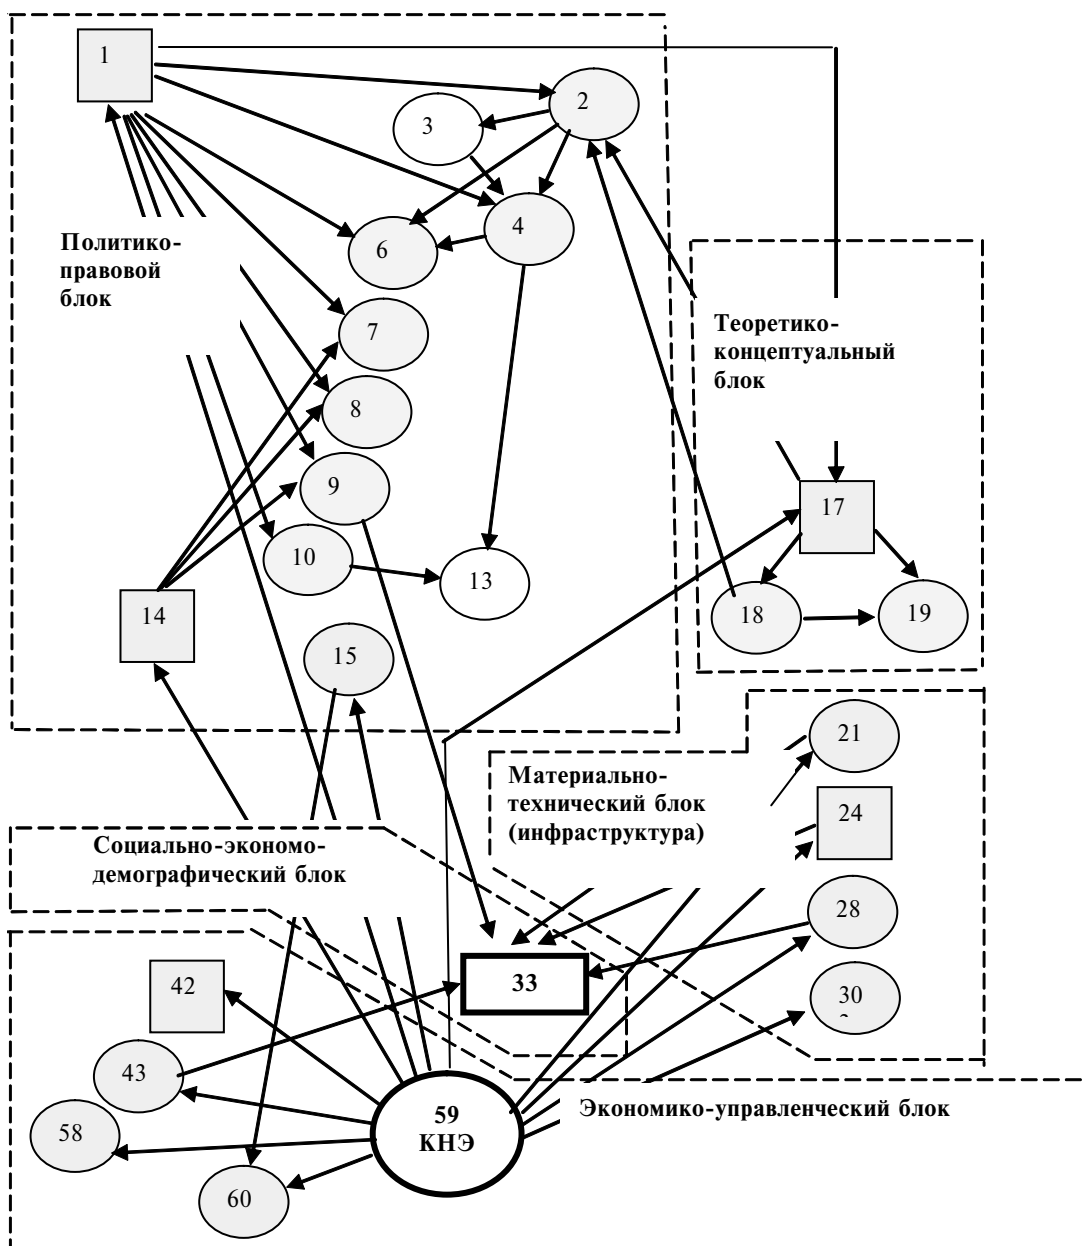 1
2
3
4
Политико-
правовой
блок
6
Теоретико-
концептуальный
блок
7
8
9
17
10
13
14
18
19
15
21
Материально-
технический блок
(инфраструктура)
24
Социально-экономо-
демографический блок
28
33
42
30
43
59
КНЭ
Экономико-управленческий блок
58
60